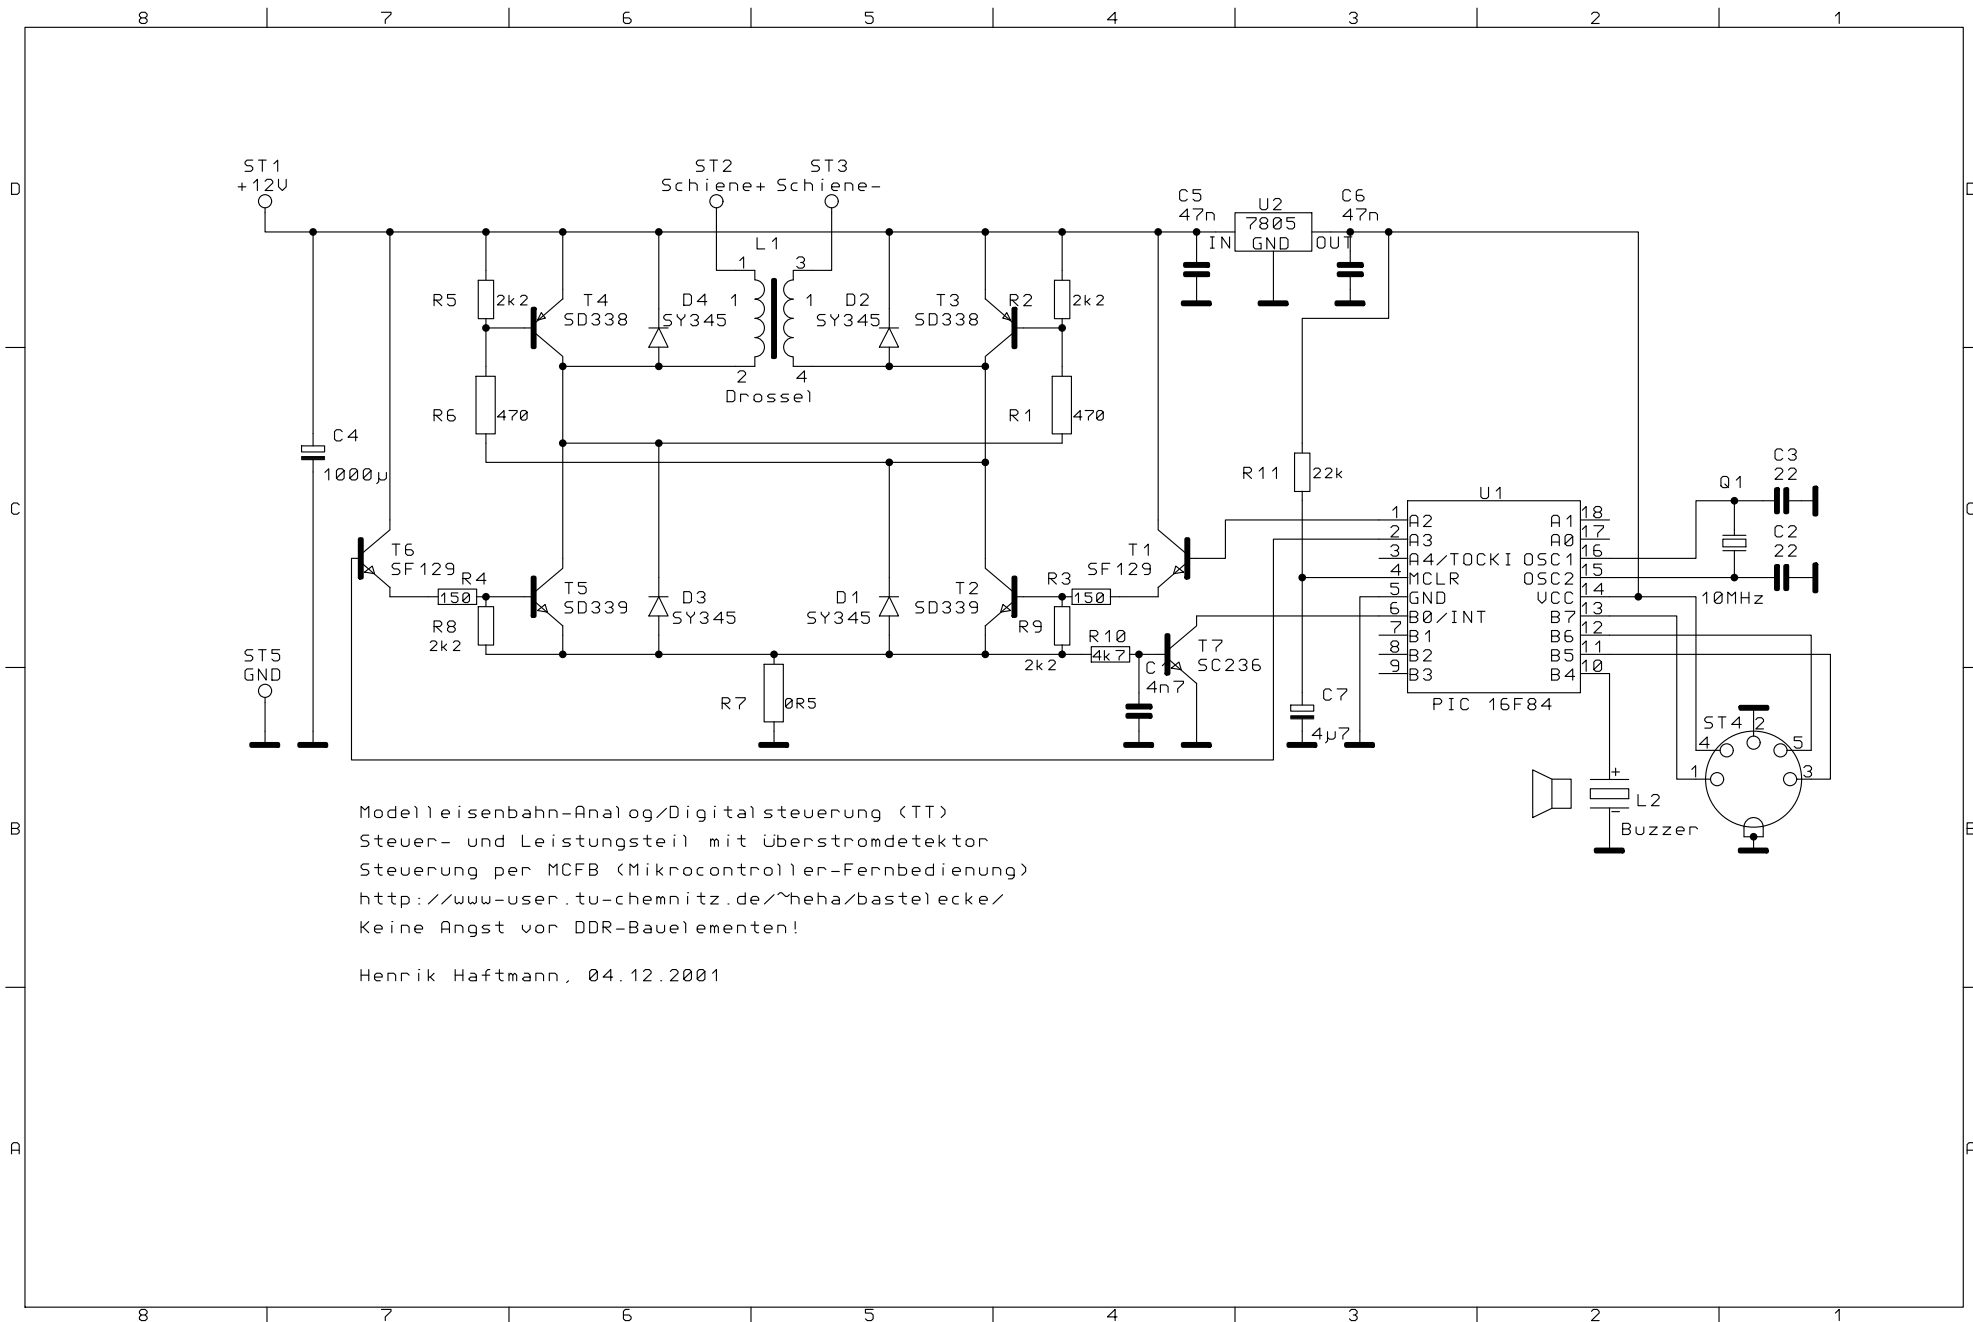 8 7 6 5 4 3 2 1
D
D
ST1
+12V
ST2
Schiene+
ST3
Schiene-
C5
47n
U2
7805
IN GND OUT
C6
47n
L1
1 3
R5 2k2
T4
SD338
D4
SY345
1 1
D2
SY345
T3
SD338
R2 2k2
2 4
Drossel
R6 470
R1 470
C4
1000µ
R11 22k
C3
22
Q1
C
C
U1
1 A2 A1 18
2 A3 A0 17
3 A4/TOCKI OSC1 16
4 MCLR OSC2 15
5 GND VCC 14
6 B0/INT B7 13
7 B1 B6 12
8 B2 B5 11
9 B3 B4 10
PIC 16F84
C2
22
10MHz
T6
SF129
R4
150
T5
SD339
D3
SY345
D1
SY345
T2
SD339
R3
150
T1
SF129
R8
2k2
R9
2k2
R10
4k7
T7
SC236
C
4n7
ST5
GND
R7 0R5
C7
4µ7
ST4 2
4 5
1 3
+
L2
-
Buzzer
B
B
Modelleisenbahn-Analog/Digitalsteuerung (TT)
Steuer- und Leistungsteil mit überstromdetektor
Steuerung per MCFB (Mikrocontroller-Fernbedienung)
http://www-user.tu-chemnitz.de/~heha/bastelecke/
Keine Angst vor DDR-Bauelementen!
Henrik Haftmann, 04.12.2001
A
A
8 7 6 5 4 3 2 1